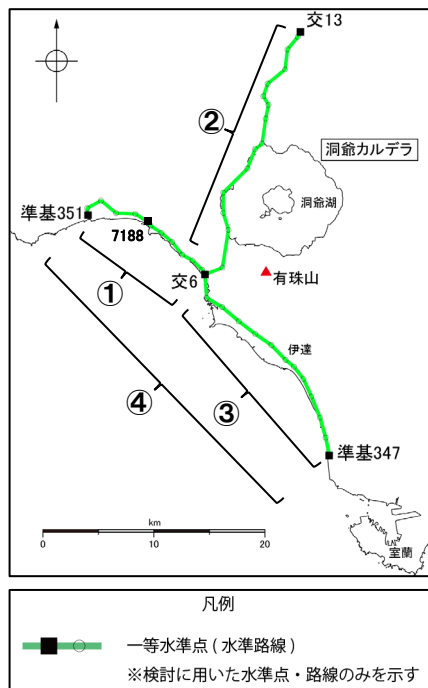 交13
②
洞爺カルデラ
洞爺湖
準基351
7188
交6
有珠山
①
伊達
④
③
準基347
km
0 10 20
室蘭
凡例
一等水準点 ( 水準路線 )
※検討に用いた水準点・路線のみを示す